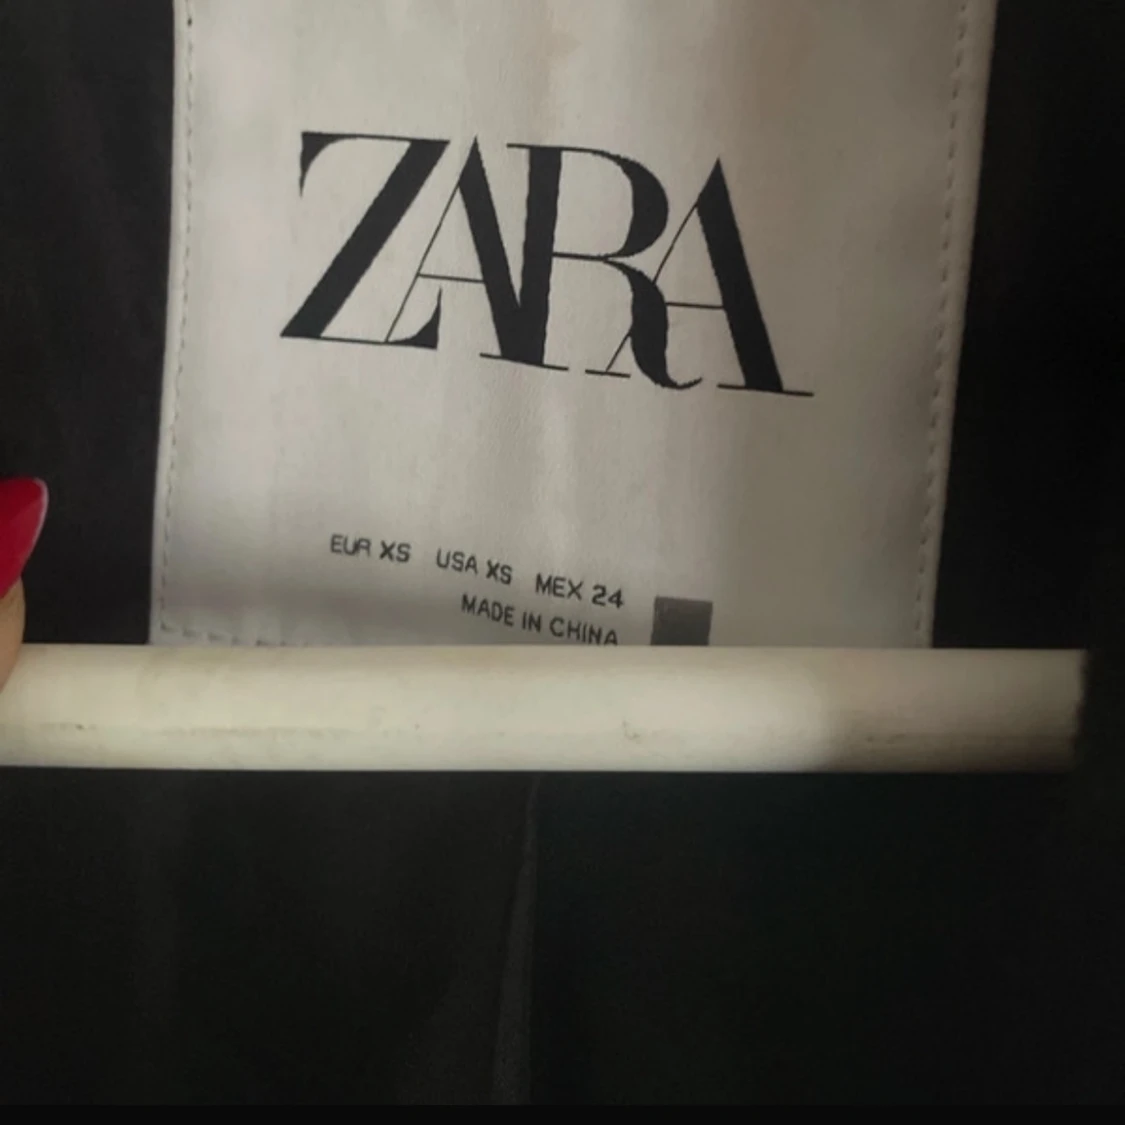 ZARA
EUR XS USA XS MEX 24
MADE IN CHINA